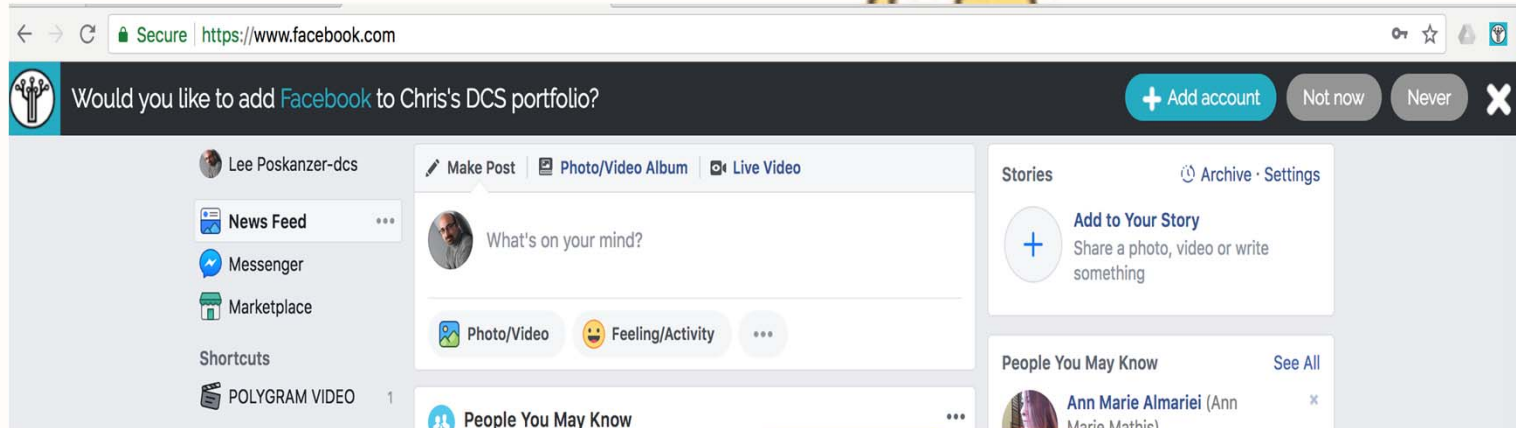 Secure https://www.facebook.com
Would you like to add Facebook to Chris's DCS portfolio?
Add account
Not now
Never
Lee Poskanzer-dcs
News Feed
Messenger
Marketplace
Shortcuts
POLYGRAM VIDEO 1
Make Post
Photo/Video Album
Live Video
What's on your mind?
Photo/Video
Feeling/Activity
People You May Know
Stories
Archive · Settings
Add to Your Story
Share a photo, video or write
something
People You May Know
See All
Ann Marie Almariei (Ann
Marie Mathis)